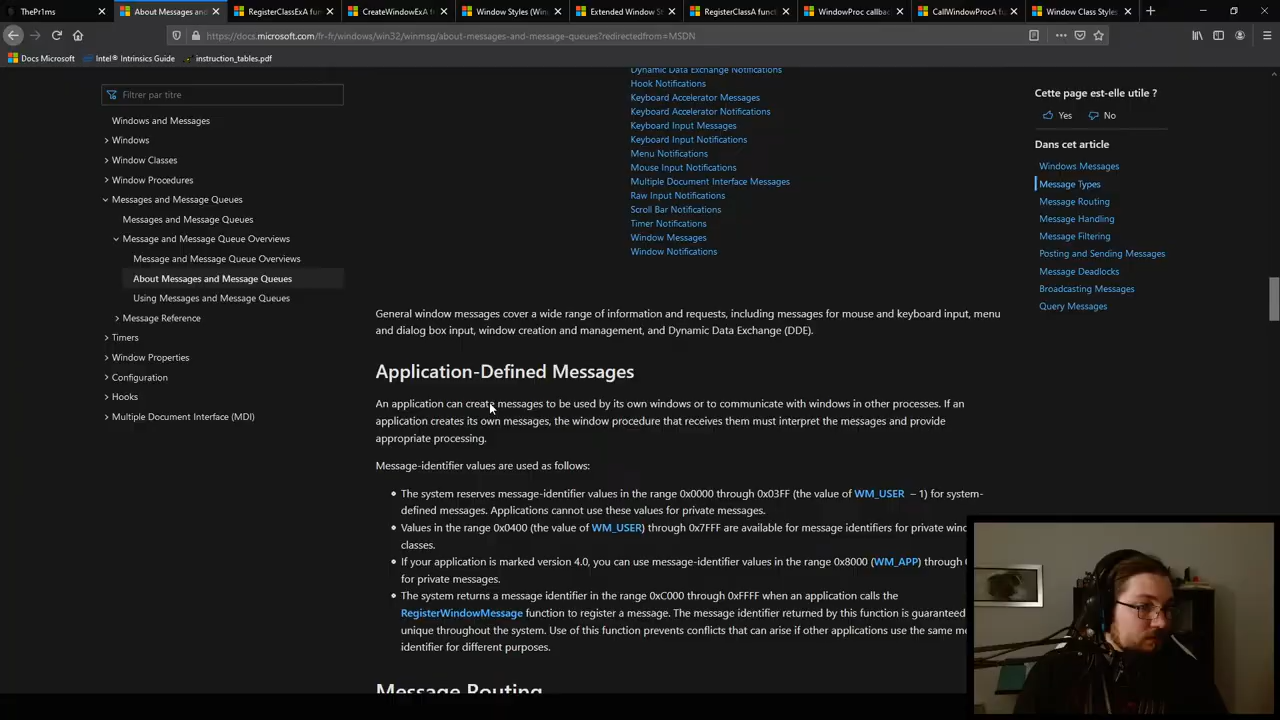 ThePr1ms
About Messages and
RegisterClassExA fun
CreateWindowExA fu
Window Styles (Win
Extended Window St
RegisterClassA funct
WindowProc callbac
CallWindowProcA fu
Window Class Styles
https://docs.microsoft.com/fr-fr/windows/win32/winmsg/about-messages-and-message-queues?redirectedfrom=MSDN
Docs Microsoft
Intel® Intrinsics Guide
instruction_tables.pdf
Filtrer par titre
Windows and Messages
Windows
Window Classes
Window Procedures
Messages and Message Queues
Messages and Message Queues
Message and Message Queue Overviews
Message and Message Queue Overviews
About Messages and Message Queues
Using Messages and Message Queues
Message Reference
Timers
Window Properties
Configuration
Hooks
Multiple Document Interface (MDI)
Dynamic Data Exchange Notifications
Hook Notifications
Keyboard Accelerator Messages
Keyboard Accelerator Notifications
Keyboard Input Messages
Keyboard Input Notifications
Menu Notifications
Mouse Input Notifications
Multiple Document Interface Messages
Raw Input Notifications
Scroll Bar Notifications
Timer Notifications
Window Messages
Window Notifications
General window messages cover a wide range of information and requests, including messages for mouse and keyboard input, menu
and dialog box input, window creation and management, and Dynamic Data Exchange (DDE).
Application-Defined Messages
An application can create messages to be used by its own windows or to communicate with windows in other processes. If an
application creates its own messages, the window procedure that receives them must interpret the messages and provide
appropriate processing.
Message-identifier values are used as follows:
The system reserves message-identifier values in the range 0x0000 through 0x03FF (the value of WM_USER – 1) for system-
defined messages. Applications cannot use these values for private messages.
Values in the range 0x0400 (the value of WM_USER) through 0x7FFF are available for message identifiers for private
classes.
If your application is marked version 4.0, you can use message-identifier values in the range 0x8000 (WM_APP) through
for private messages.
The system returns a message identifier in the range 0xC000 through 0xFFFF when an application calls the
RegisterWindowMessage function to register a message. The message identifier returned by this function is guaranteed
unique throughout the system. Use of this function prevents conflicts that can arise if other applications use the same
identifier for different purposes.
Message Routing
Cette page est-elle utile ?
Yes No
Dans cet article
Windows Messages
Message Types
Message Routing
Message Handling
Message Filtering
Posting and Sending Messages
Message Deadlocks
Broadcasting Messages
Query Messages